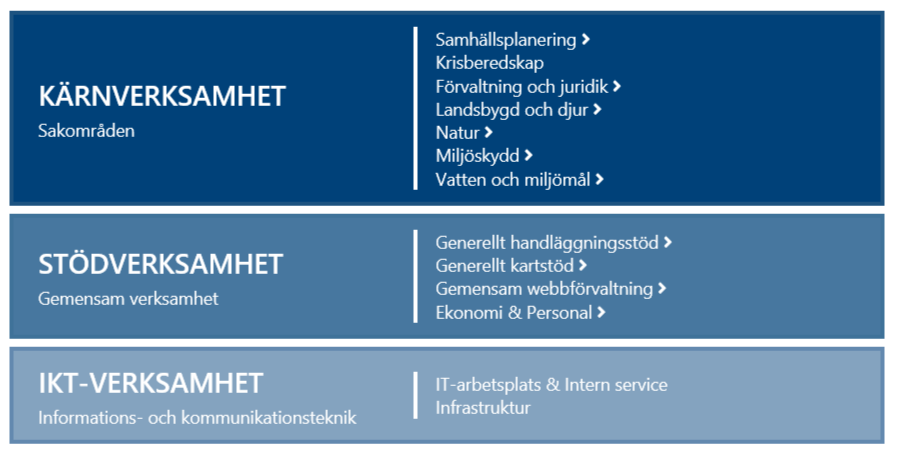 KÄRNVERKSAMHET
Sakområden
Samhällsplanering
Krisberedskap
Förvaltning och juridik
Landsbygd och djur
Natur
Miljöskydd
Vatten och miljömål
STÖDVERKSAMHET
Gemensam verksamhet
Generellt handläggningsstöd
Generellt kartstöd
Gemensam webbförvaltning
Ekonomi & Personal
IKT-VERKSAMHET
Informations- och kommunikationsteknik
IT-arbetsplats & Intern service
Infrastruktur